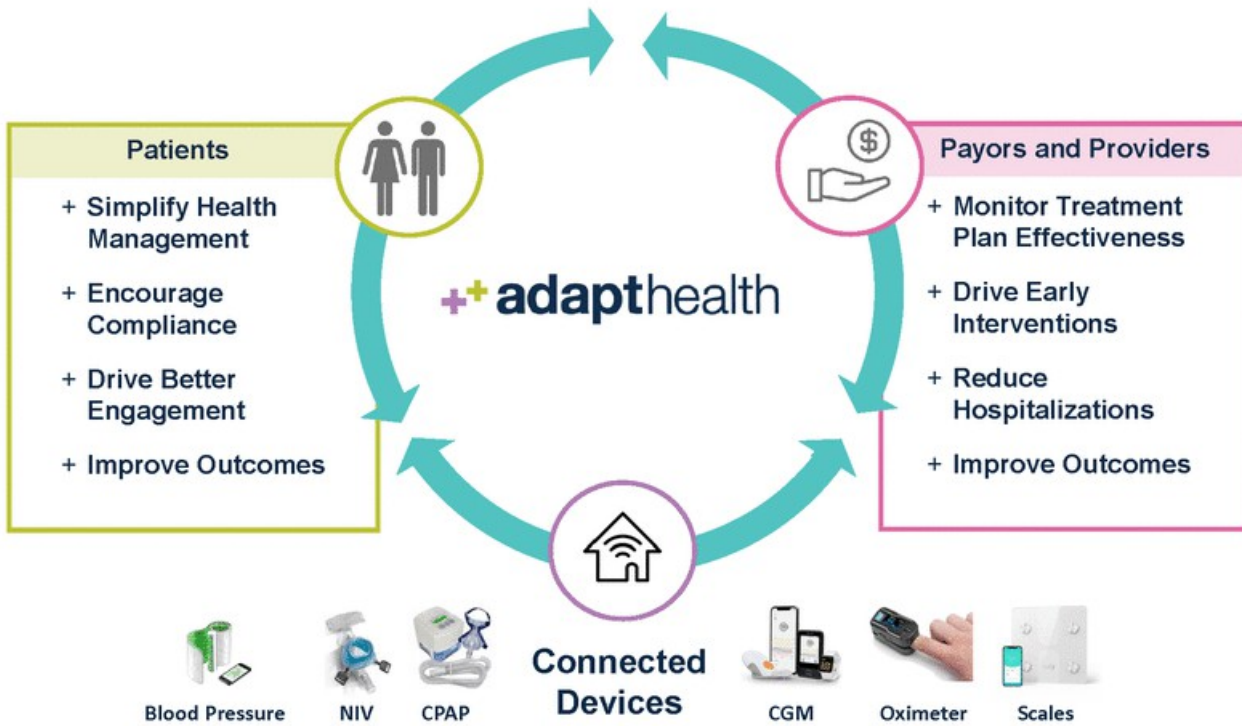 Patients
+ Simplify Health
Management
+ Encourage
Compliance
+ Drive Better
Engagement
+ Improve Outcomes
$
Payors and Providers
+ Monitor Treatment
Plan Effectiveness
+ Drive Early
Interventions
+ Reduce
Hospitalizations
+ Improve Outcomes
adapthealth
Connected
Devices
Blood Pressure
NIV
CPAP
CGM
Oximeter
Scales